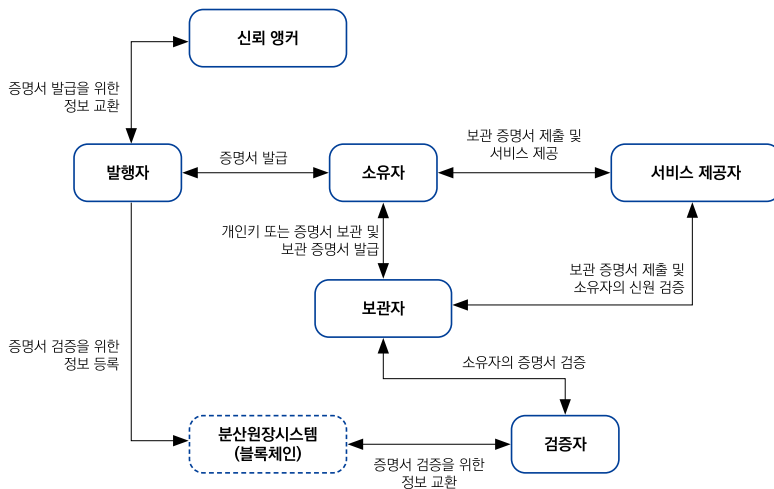 신뢰 앵커
증명서 발급을 위한
정보 교환
발행자
증명서 발급
소유자
보관 증명서 제출 및
서비스 제공
서비스 제공자
개인키 또는 증명서 보관 및
보관 증명서 발급
보관자
보관 증명서 제출 및
소유자의 신원 검증
증명서 검증을 위한
정보 등록
소유자의 증명서 검증
분산원장시스템
(블록체인)
검증자
증명서 검증을 위한
정보 교환